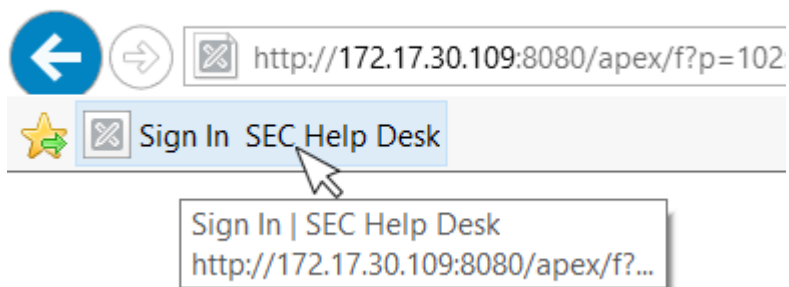 http://172.17.30.109:8080/apex/f?p=102
Sign In SEC Help Desk
Sign In | SEC Help Desk
http://172.17.30.109:8080/apex/f?...